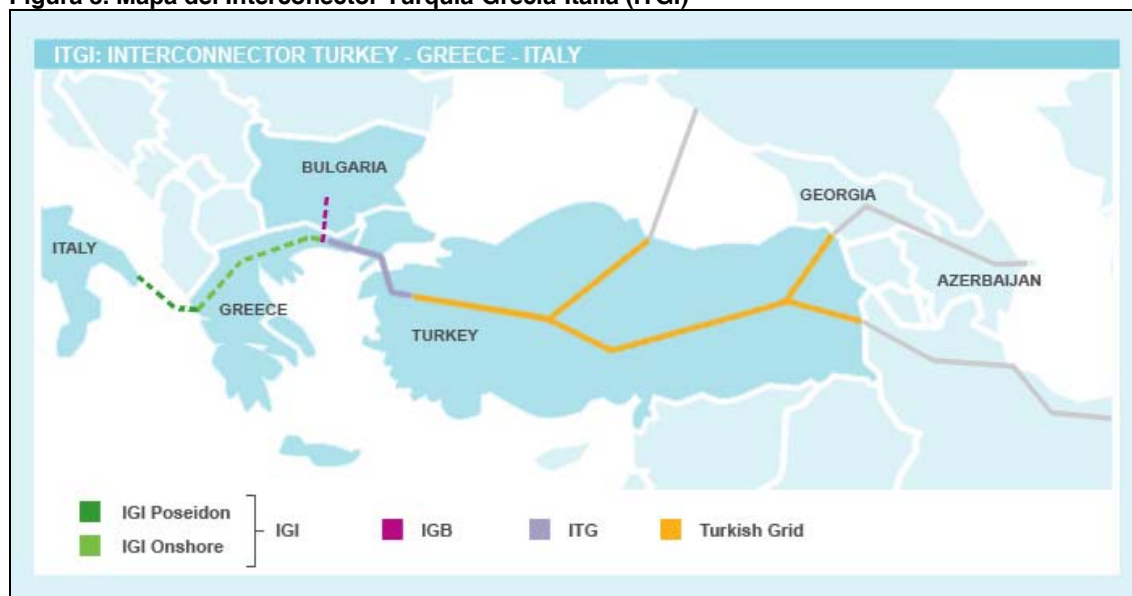 Figura 3. Mapa del Interconector Turquía-Grecia-Italia (ITGI)
ITGI: INTERCONNECTOR TURKEY - GREECE - ITALY
BULGARIA
GEORGIA
ITALY
AZERBAIJAN
GREECE
TURKEY
IGI Poseidon
IGI Onshore
IGI
IGB
ITG
Turkish Grid